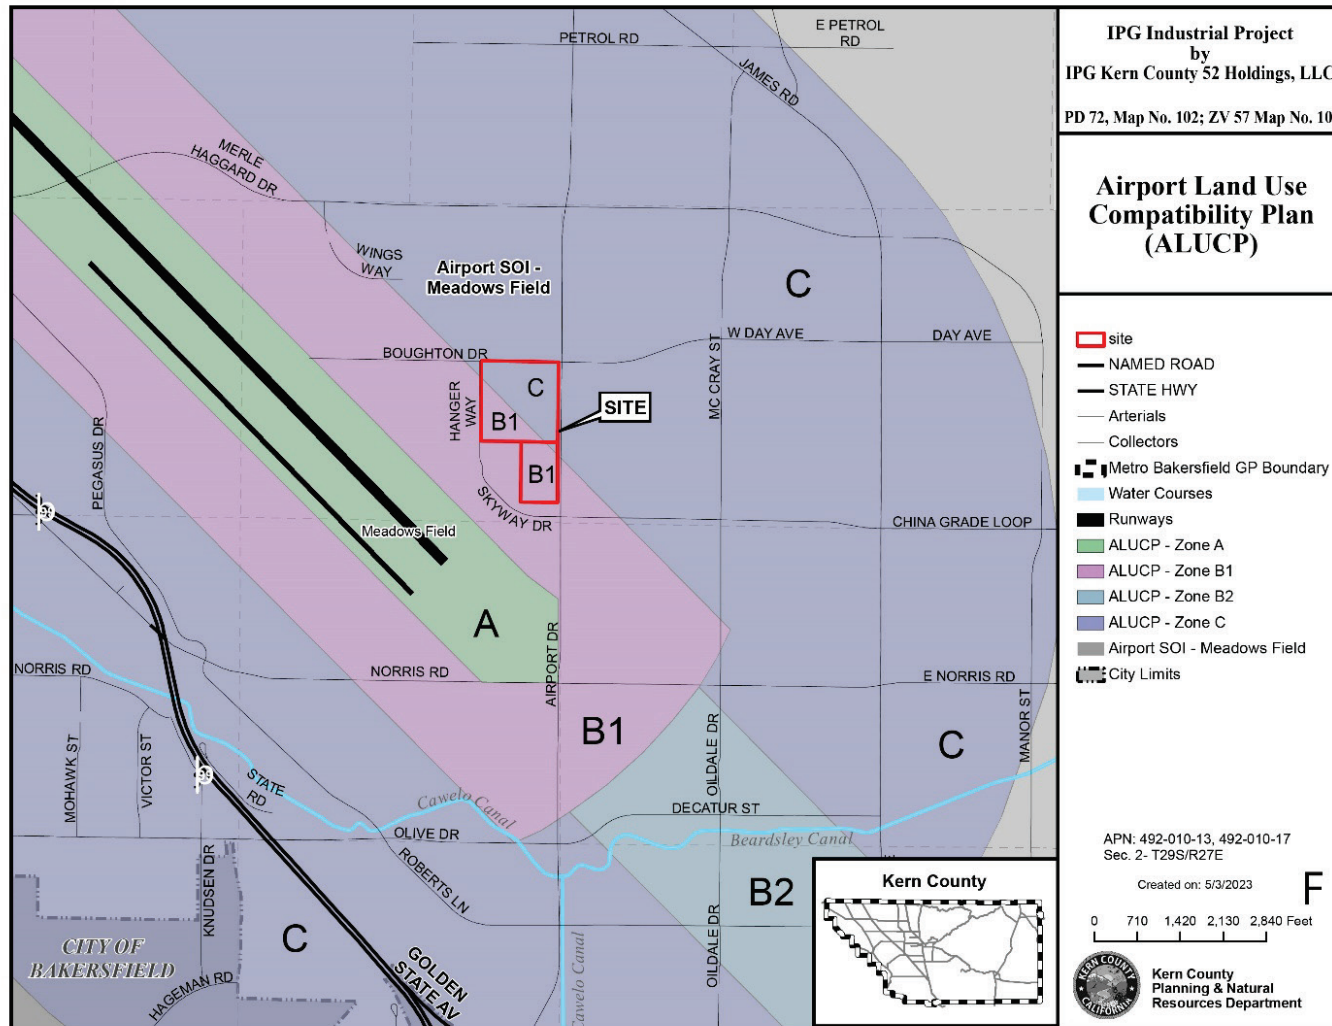 PETROL RD
E PETROL
RD
JAMES RD
MERLE
HAGGARD DR
WINGS
WAY
Airport SOI -
Meadows Field
C
W DAY AVE
DAY AVE
BOUGHTON DR
MC CRAY ST
HANGER
WAY
C
B1
SITE
B1
PEGASUS DR
SKYWAY DR
CHINA GRADE LOOP
Meadows Field
99
A
AIRPORT DR
NORRIS RD
NORRIS RD
E NORRIS RD
B1
OILDALE DR
C
MANOR ST
MOHAWK ST
VICTOR ST
99
STATE
RD
Cawelo Canal
DECATUR ST
OLIVE DR
Beardsley Canal
ROBERTS LN
KNUDSEN DR
B2
OILDALE DR
C
CITY OF
BAKERSFIELD
HAGEMAN RD
GOLDEN
STATE AV
Cawelo Canal
Kern County
IPG Industrial Project
by
IPG Kern County 52 Holdings, LLC
PD 72, Map No. 102; ZV 57 Map No. 10
Airport Land Use
Compatibility Plan
(ALUCP)
site
NAMED ROAD
STATE HWY
Arterials
Collectors
Metro Bakersfield GP Boundary
Water Courses
Runways
ALUCP - Zone A
ALUCP - Zone B1
ALUCP - Zone B2
ALUCP - Zone C
Airport SOI - Meadows Field
City Limits
APN: 492-010-13, 492-010-17
Sec. 2- T29S/R27E
Created on: 5/3/2023
F
0 710 1,420 2,130 2,840 Feet
KERN COUNTY
CALIFORNIA
Kern County
Planning & Natural
Resources Department